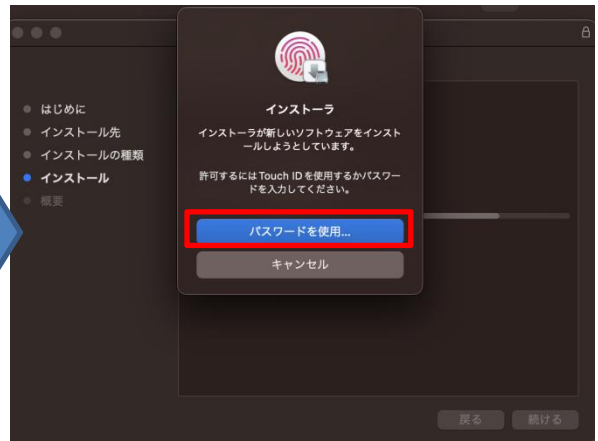 はじめに
インストール先
インストールの種類
インストール
概要
インストーラ
インストーラが新しいソフトウェアをインスト
ールしようとしています。
許可するにはTouch IDを使用するかパスワー
ドを入力してください。
パスワードを使用...
キャンセル
戻る
続ける